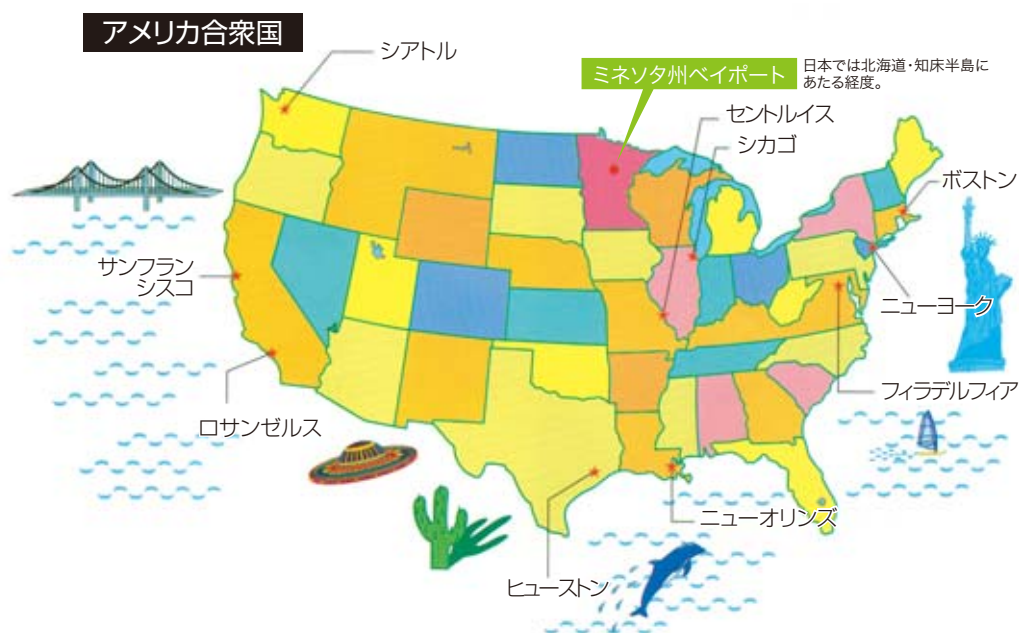 アメリカ合衆国
シアトル
ミネソタ州ベイポート
日本では北海道・知床半島に
あたる経度。
セントルイス
シカゴ
ボストン
サンフラン
シスコ
ニューヨーク
フィラデルフィア
ロサンゼルス
ニューオリンズ
ヒューストン